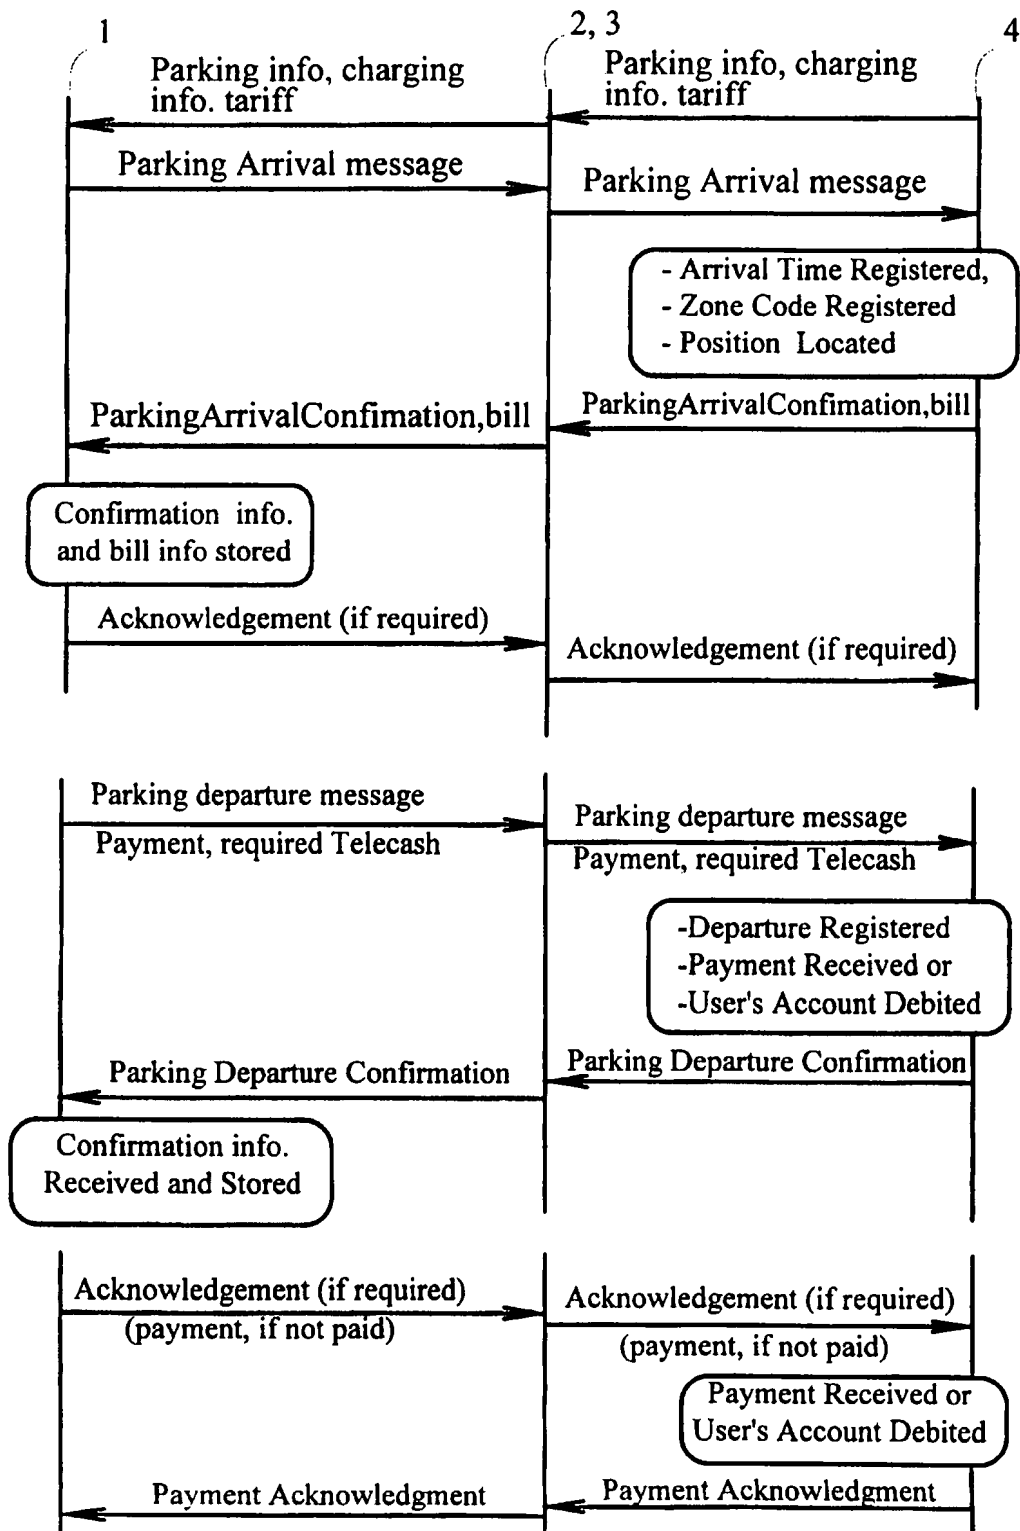 1
2, 3
4
Parking info, charging
info. tariff
Parking info, charging
info. tariff
Parking Arrival message
Parking Arrival message
- Arrival Time Registered,
- Zone Code Registered
- Position Located
ParkingArrivalConfimation,bill
ParkingArrivalConfimation,bill
Confirmation info.
and bill info stored
Acknowledgement (if required)
Acknowledgement (if required)
Parking departure message
Payment, required Telecash
Parking departure message
Payment, required Telecash
-Departure Registered
-Payment Received or
-User's Account Debited
Parking Departure Confirmation
Parking Departure Confirmation
Confirmation info.
Received and Stored
Acknowledgement (if required)
(payment, if not paid)
Acknowledgement (if required)
(payment, if not paid)
Payment Received or
User's Account Debited
Payment Acknowledgment
Payment Acknowledgment